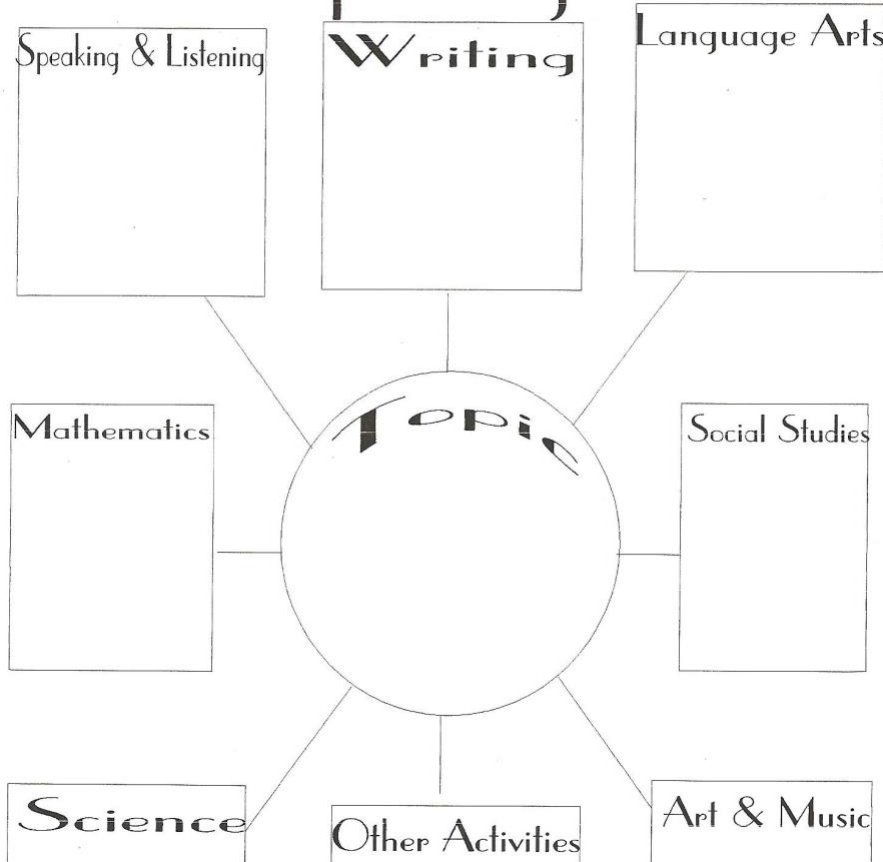 Speaking & Listening
Writing
Language Arts
Mathematics
Topic
Social Studies
Science
Other Activities
Art & Music